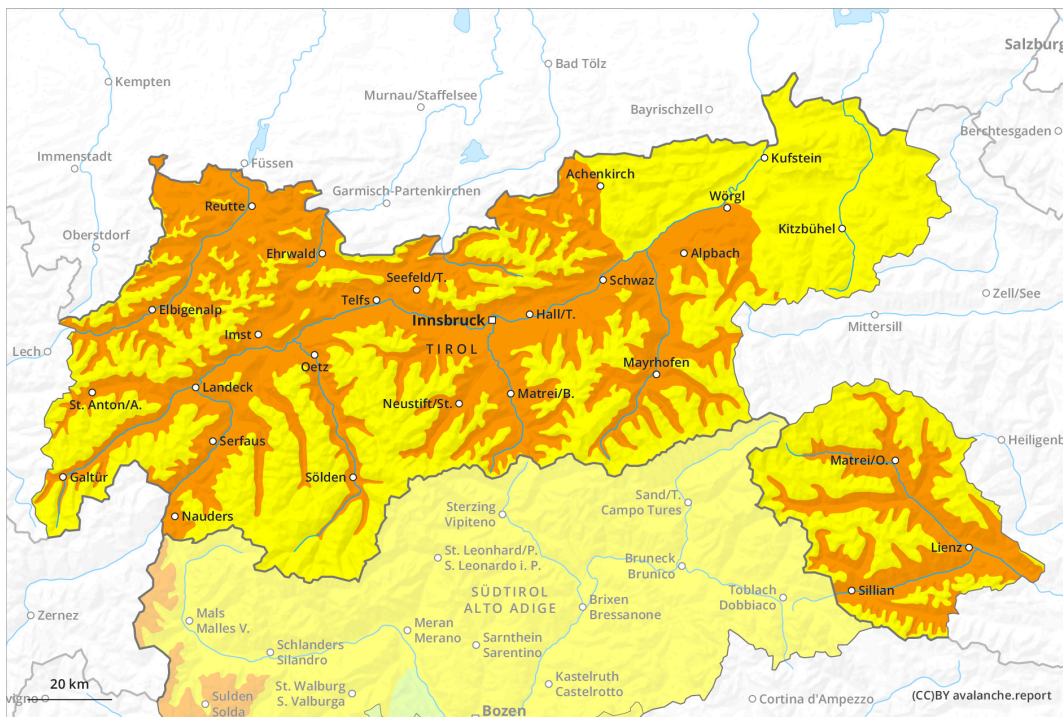 Salzburg
Kempten
Bad Tölz
Murnau/Staffelsee
Bayrischzell
Berchtesgaden
Immenstadt
Füssen
Kufstein
Achenkirch
Garmisch-Partenkirchen
Reutte
Wörgl
Oberstdorf
Kitzbühel
Ehrwald
Alpbach
Seefeld/T.
Schwaz
Telfs
Zell/See
Elbigenalp
Innsbruck
Hall/T.
Mittersill
Imst
Lech
TIROL
Oetz
Mayrhofen
Landeck
Matrei/B.
St. Anton/A.
Neustift/St.
Serfaus
Heiligenb
Matrei/O.
Galtür
Sölden
Sand/T.
Campo Tures
Sterzing
Vipiteno
Nauders
Lienz
St. Leonhard/P.
S. Leonardo i. P.
Bruneck
Brunico
SÜDTIROL
ALTO ADIGE
Sillian
Toblach
Dobbiaco
Zernez
Mals
Malles V.
Brixen
Bressanone
Meran
Merano
Schlanders
Silandro
Sarnthein
Sarentino
20 km
St. Walburg
S. Valburga
Kastelruth
Castelrotto
vigno
Sulden
Solda
Cortina d'Ampezzo
(CC)BY avalanche.report
Bozen